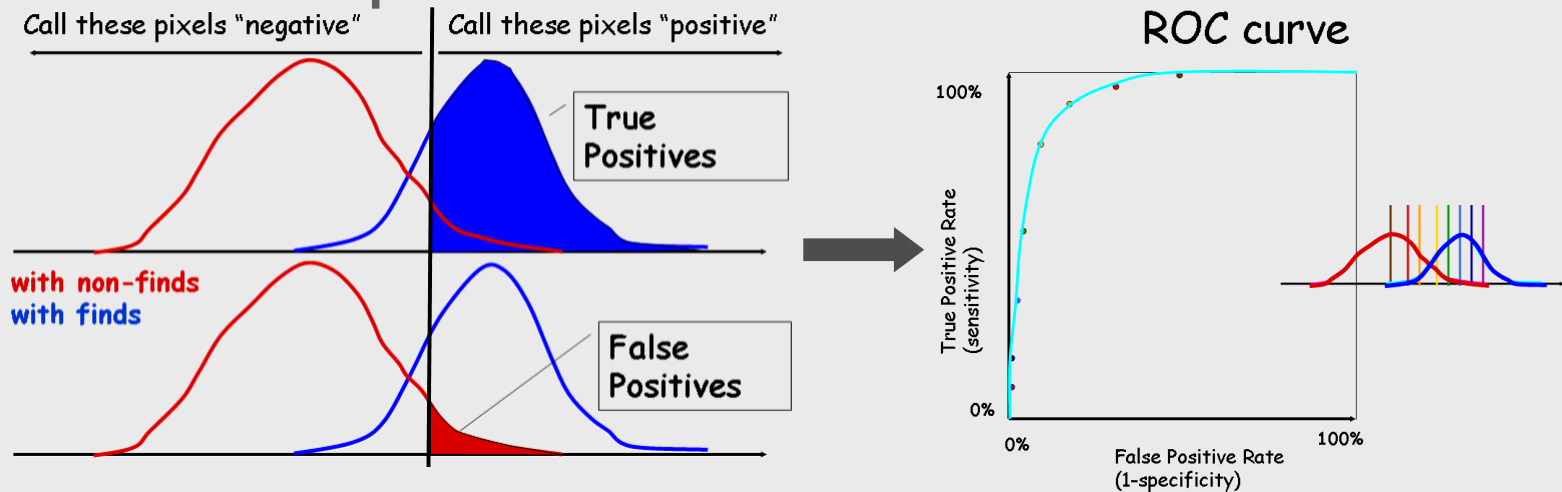 Call these pixels “negative”
Call these pixels “positive”
True
Positives
with non-finds
with finds
False
Positives
ROC curve
100%
True Positive Rate
(sensitivity)
0%
0%
100%
False Positive Rate
(1-specificity)